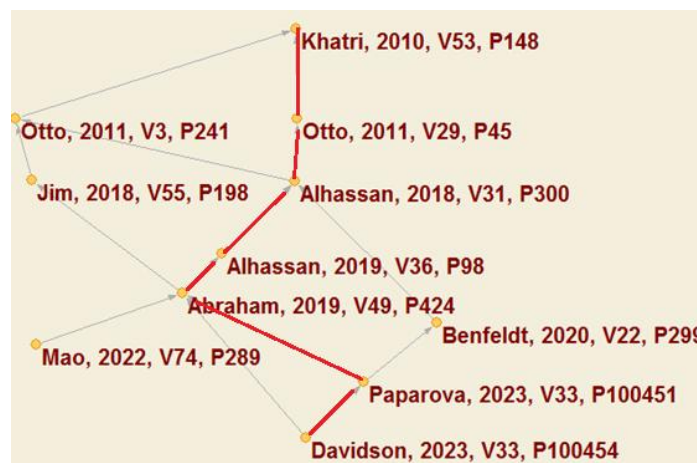 Khatri, 2010, V53, P148
Otto, 2011, V3, P241
Otto, 2011, V29, P45
Jim, 2018, V55, P198
Alhassan, 2018, V31, P300
Alhassan, 2019, V36, P98
Abraham, 2019, V49, P424
Benfeldt, 2020, V22, P299
Mao, 2022, V74, P289
Paparova, 2023, V33, P100451
Davidson, 2023, V33, P100454